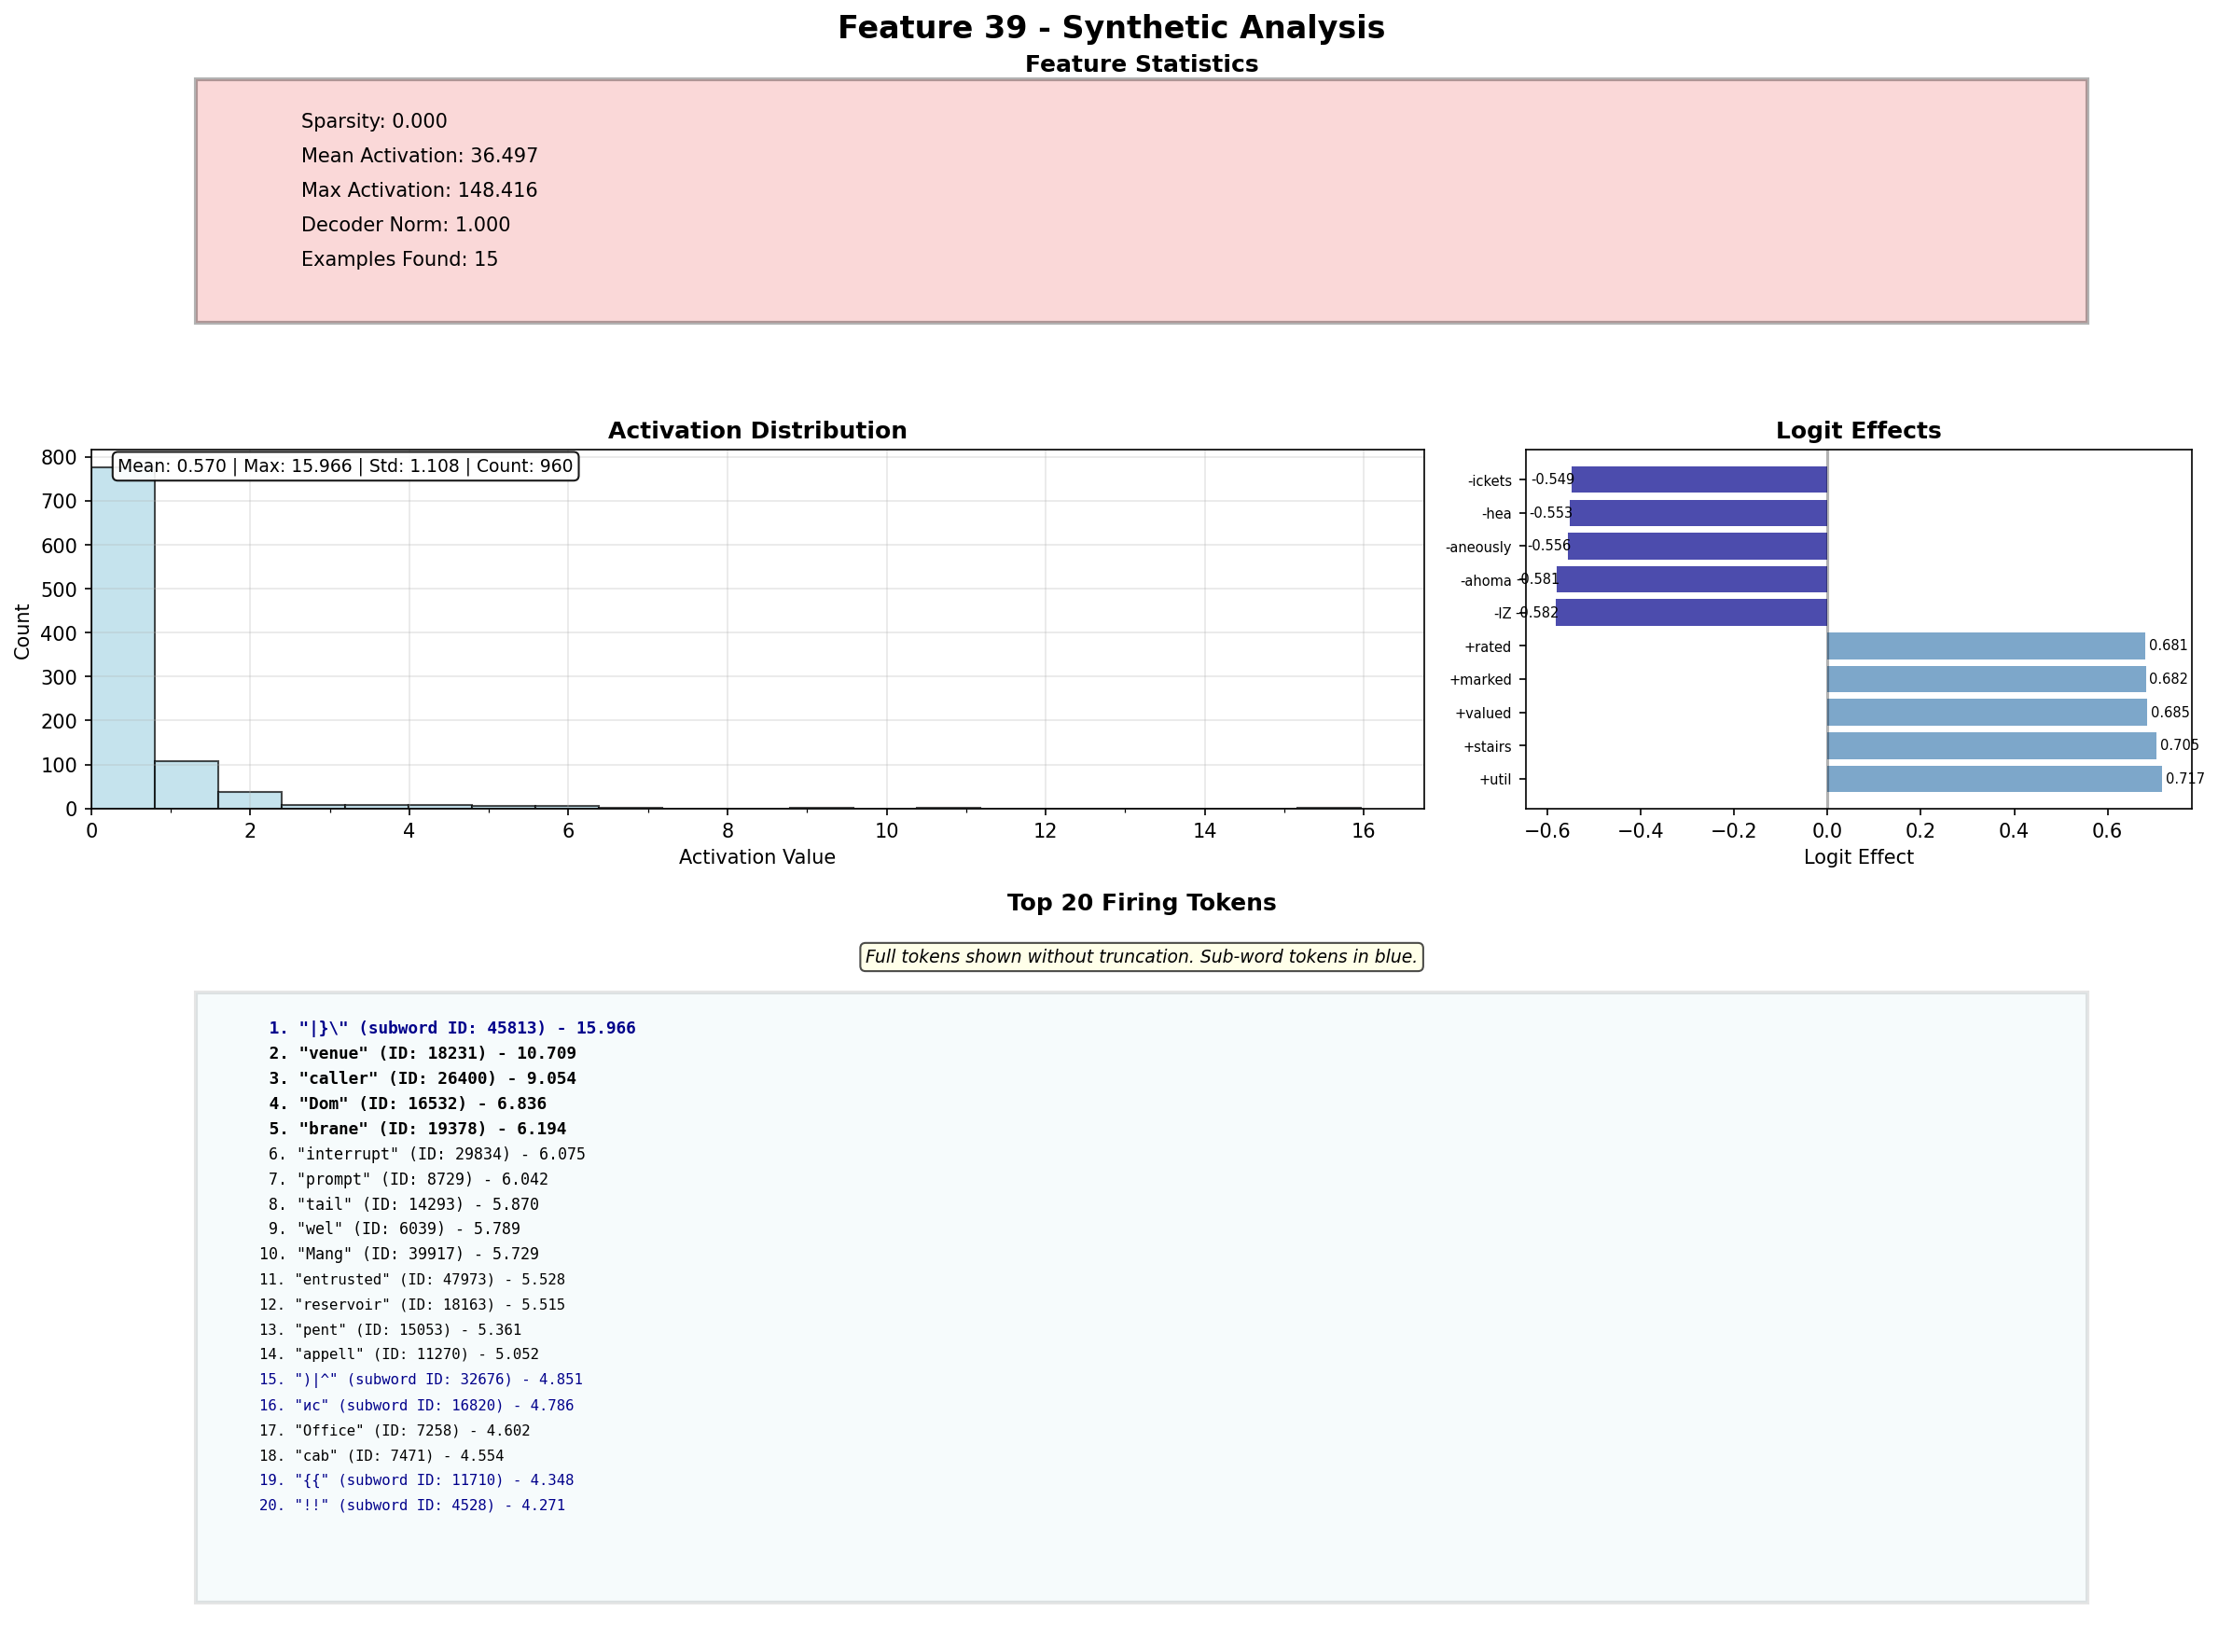 Feature 39 - Synthetic Analysis
Feature Statistics
Sparsity: 0.000
Mean Activation: 36.497
Max Activation: 148.416
Decoder Norm: 1.000
Examples Found: 15
Activation Distribution
Mean: 0.570 | Max: 15.966 | Std: 1.108 | Count: 960
800
700
600
500
400
300
200
100
0
Count
0 2 4 6 8 10 12 14 16
Activation Value
Logit Effects
-ickets -0.549
-hea -0.553
-aneously -0.556
-ahoma -0.581
-IZ -0.582
+rated 0.681
+marked 0.682
+valued 0.685
+stairs 0.705
+util 0.717
−0.6 −0.4 −0.2 0.0 0.2 0.4 0.6
Logit Effect
Top 20 Firing Tokens
Full tokens shown without truncation. Sub-word tokens in blue.
1. "|}\" (subword ID: 45813) - 15.966
2. "venue" (ID: 18231) - 10.709
3. "caller" (ID: 26400) - 9.054
4. "Dom" (ID: 16532) - 6.836
5. "brane" (ID: 19378) - 6.194
6. "interrupt" (ID: 29834) - 6.075
7. "prompt" (ID: 8729) - 6.042
8. "tail" (ID: 14293) - 5.870
9. "wel" (ID: 6039) - 5.789
10. "Mang" (ID: 39917) - 5.729
11. "entrusted" (ID: 47973) - 5.528
12. "reservoir" (ID: 18163) - 5.515
13. "pent" (ID: 15053) - 5.361
14. "appell" (ID: 11270) - 5.052
15. ")|^" (subword ID: 32676) - 4.851
16. "ис" (subword ID: 16820) - 4.786
17. "Office" (ID: 7258) - 4.602
18. "cab" (ID: 7471) - 4.554
19. "{{" (subword ID: 11710) - 4.348
20. "!!" (subword ID: 4528) - 4.271